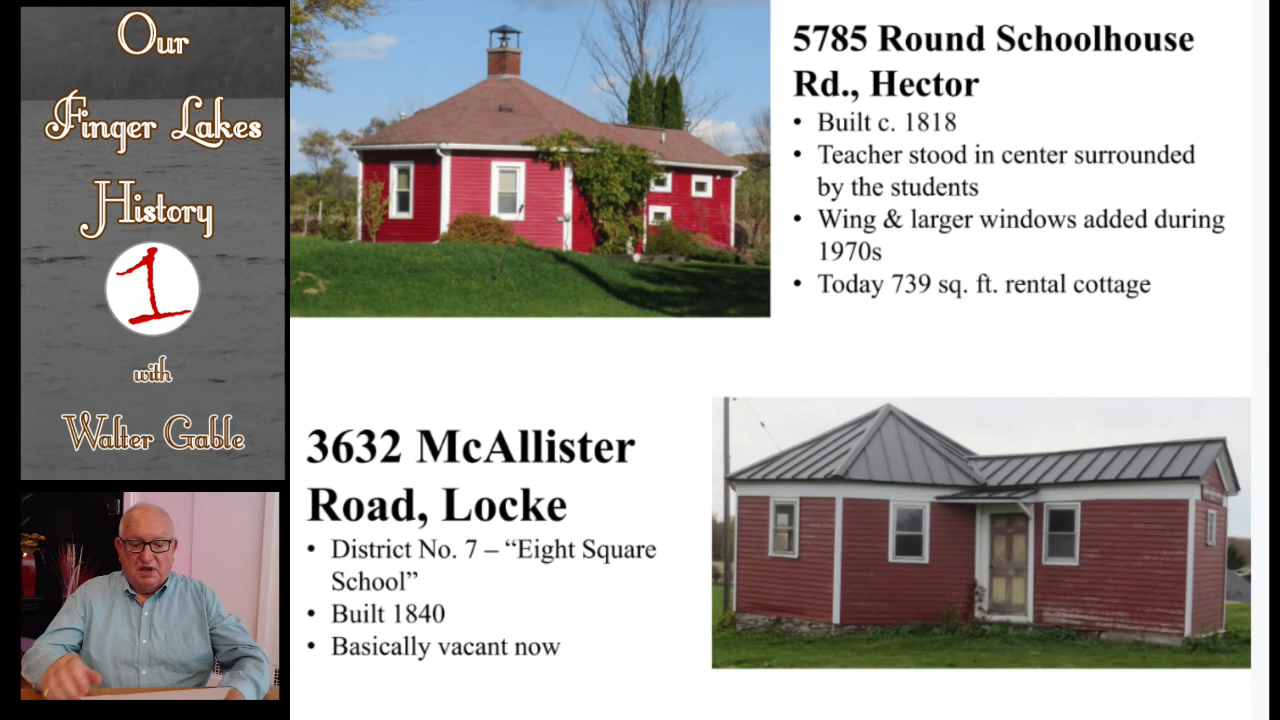 Our
Finger Lakes
History
1
with
Walter Gable
5785 Round Schoolhouse
Rd., Hector
• Built c. 1818
• Teacher stood in center surrounded
by the students
• Wing & larger windows added during
1970s
• Today 739 sq. ft. rental cottage
3632 McAllister
Road, Locke
• District No. 7 – “Eight Square
School”
• Built 1840
• Basically vacant now